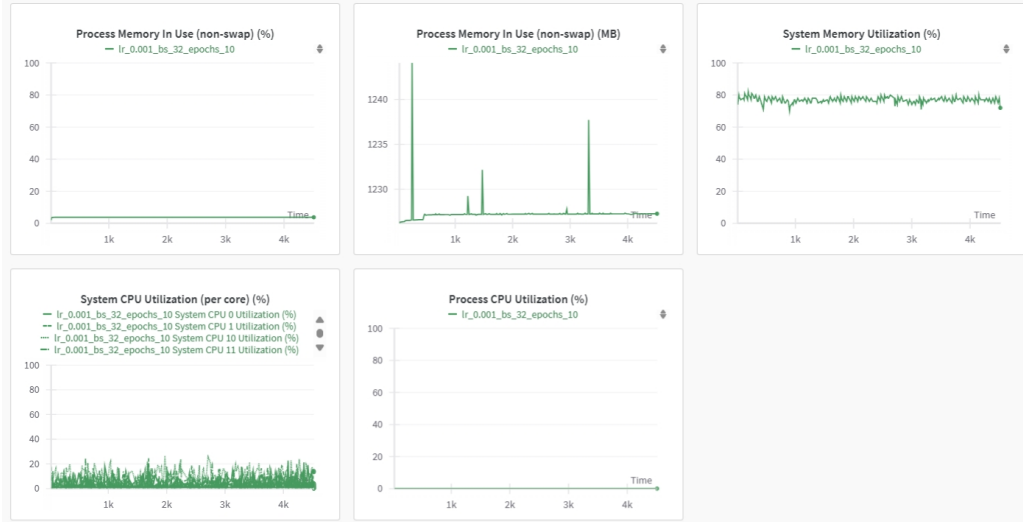 Process Memory In Use (non-swap) (%)
lr_0.001_bs_32_epochs_10
100
80
60
40
20
0
Time
1k
2k
3k
4k
Process Memory In Use (non-swap) (MB)
lr_0.001_bs_32_epochs_10
1240
1235
1230
Time
1k
2k
3k
4k
System Memory Utilization (%)
lr_0.001_bs_32_epochs_10
100
80
60
40
20
0
Time
1k
2k
3k
4k
System CPU Utilization (per core) (%)
lr_0.001_bs_32_epochs_10 System CPU 0 Utilization (%)
lr_0.001_bs_32_epochs_10 System CPU 1 Utilization (%)
lr_0.001_bs_32_epochs_10 System CPU 10 Utilization (%)
lr_0.001_bs_32_epochs_10 System CPU 11 Utilization (%)
100
80
60
40
20
0
1k
2k
3k
4k
Process CPU Utilization (%)
lr_0.001_bs_32_epochs_10
100
80
60
40
20
0
Time
1k
2k
3k
4k